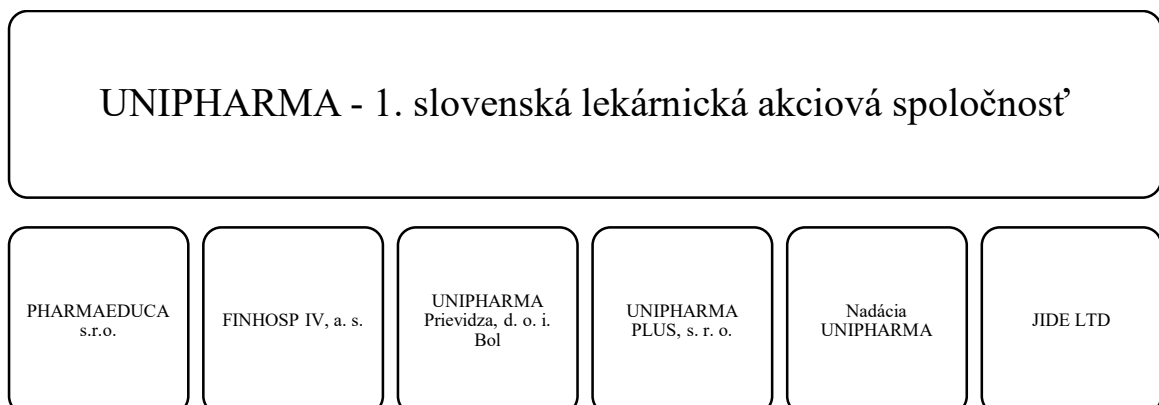 UNIPHARMA - 1. slovenská lekárnická akciová spoločnosť
PHARMAEDUCA
s.r.o.
FINHOSP IV, a. s.
UNIPHARMA
Prievidza, d. o. i.
Bol
UNIPHARMA
PLUS, s. r. o.
Nadácia
UNIPHARMA
JIDE LTD